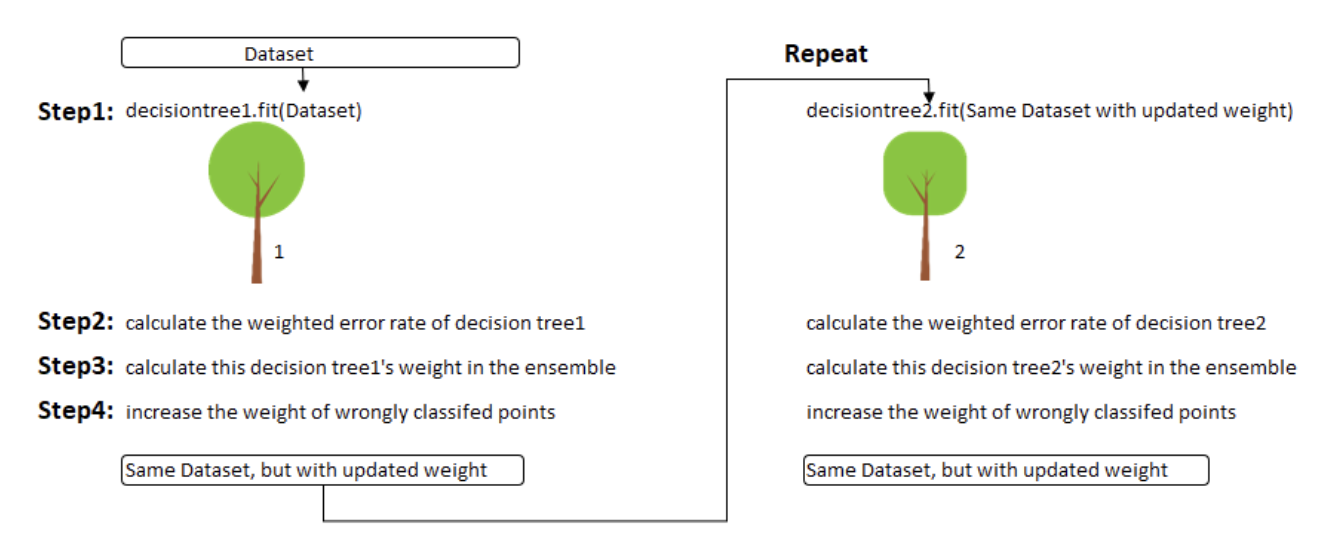 Dataset
Step1: decisiontree1.fit(Dataset)
1
Step2: calculate the weighted error rate of decision tree1
Step3: calculate this decision tree1's weight in the ensemble
Step4: increase the weight of wrongly classifed points
Same Dataset, but with updated weight
Repeat
decisiontree2.fit(Same Dataset with updated weight)
2
calculate the weighted error rate of decision tree2
calculate this decision tree2's weight in the ensemble
increase the weight of wrongly classifed points
Same Dataset, but with updated weight